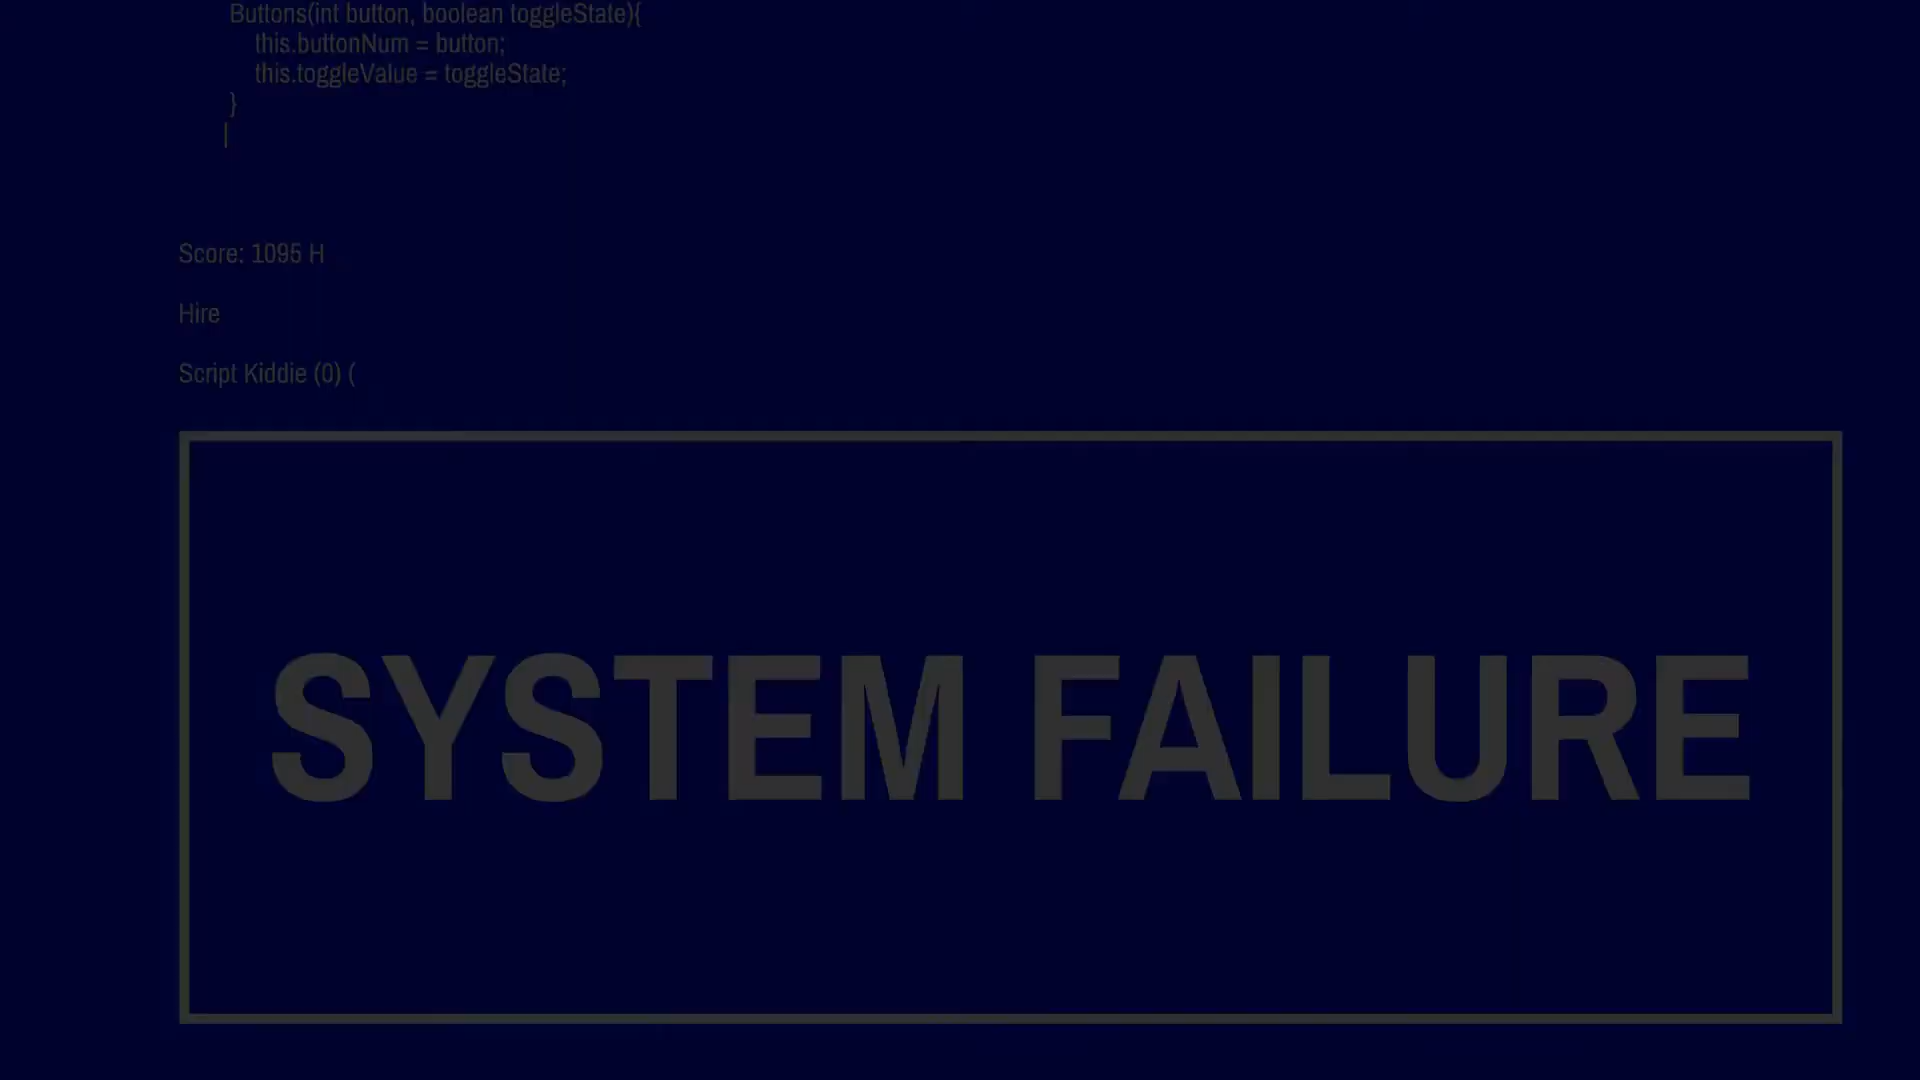 Buttons(int button, boolean toggleState){
this.buttonNum = button;
this.toggleValue = toggleState;
}
|
Score: 1095 H
Hire
Script Kiddie (0) (
SYSTEM FAILURE